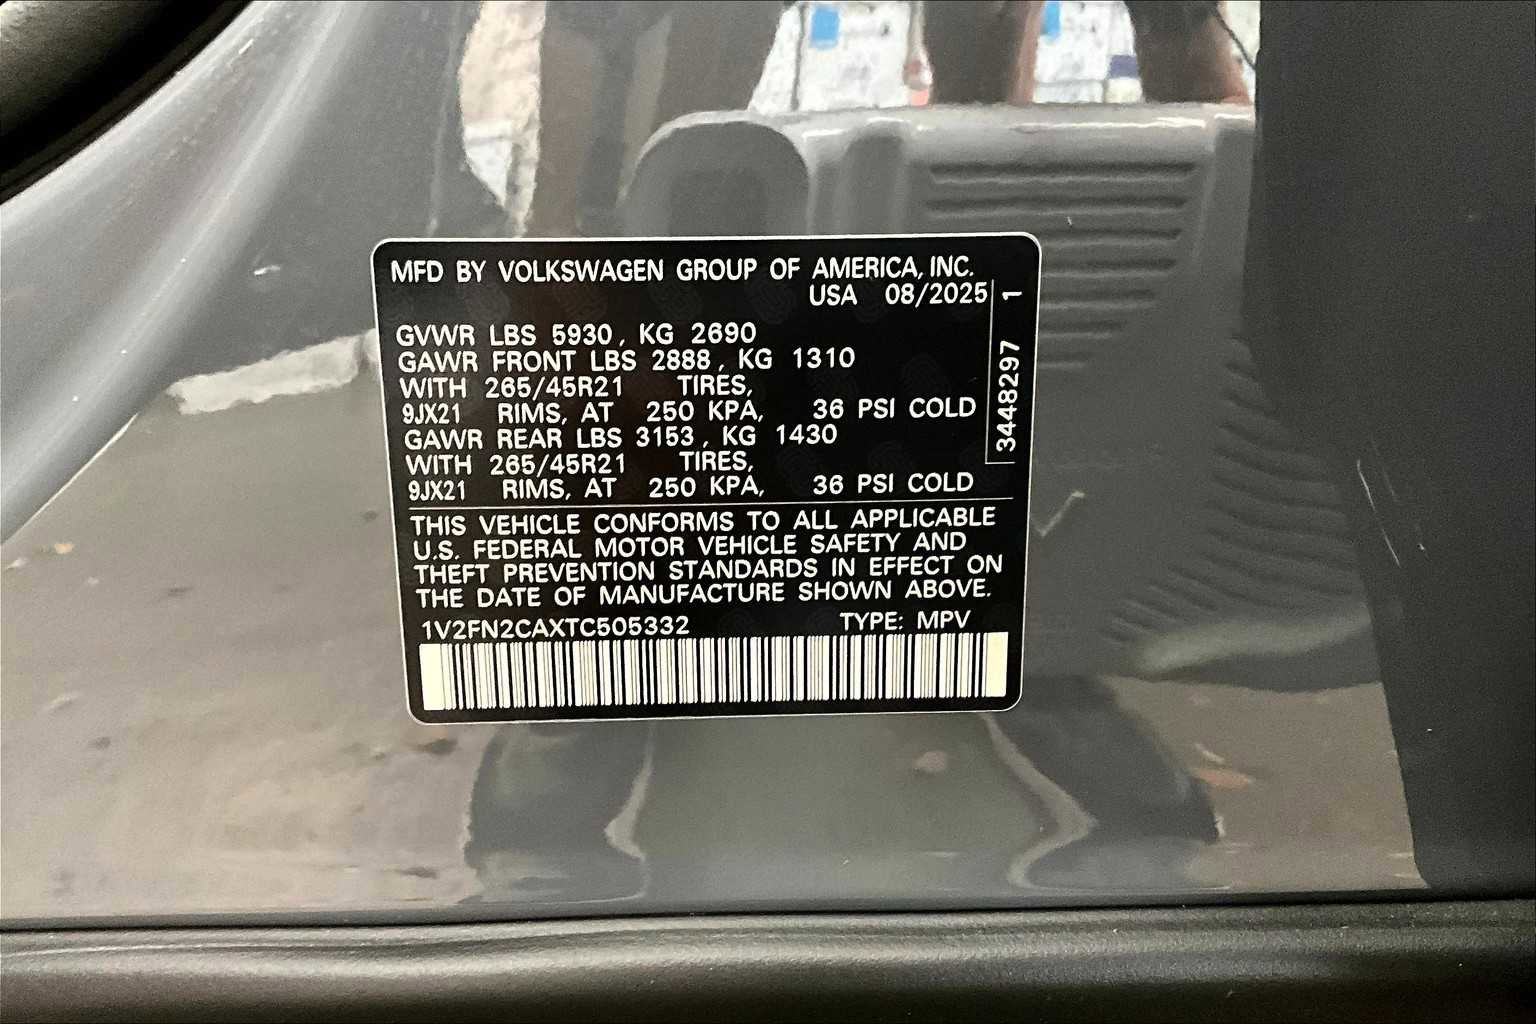 MFD BY VOLKSWAGEN GROUP OF AMERICA, INC.
USA 08/2025
GVWR LBS 5930, KG 2690
GAWR FRONT LBS 2888, KG 1310
WITH 265/45R21 TIRES,
9JX21 RIMS, AT 250 KPA, 36 PSI COLD
GAWR REAR LBS 3153, KG 1430
WITH 265/45R21 TIRES,
9JX21 RIMS, AT 250 KPA, 36 PSI COLD
3448297 1
THIS VEHICLE CONFORMS TO ALL APPLICABLE
U.S. FEDERAL MOTOR VEHICLE SAFETY AND
THEFT PREVENTION STANDARDS IN EFFECT ON
THE DATE OF MANUFACTURE SHOWN ABOVE.
1V2FN2CAXTC505332 TYPE: MPV